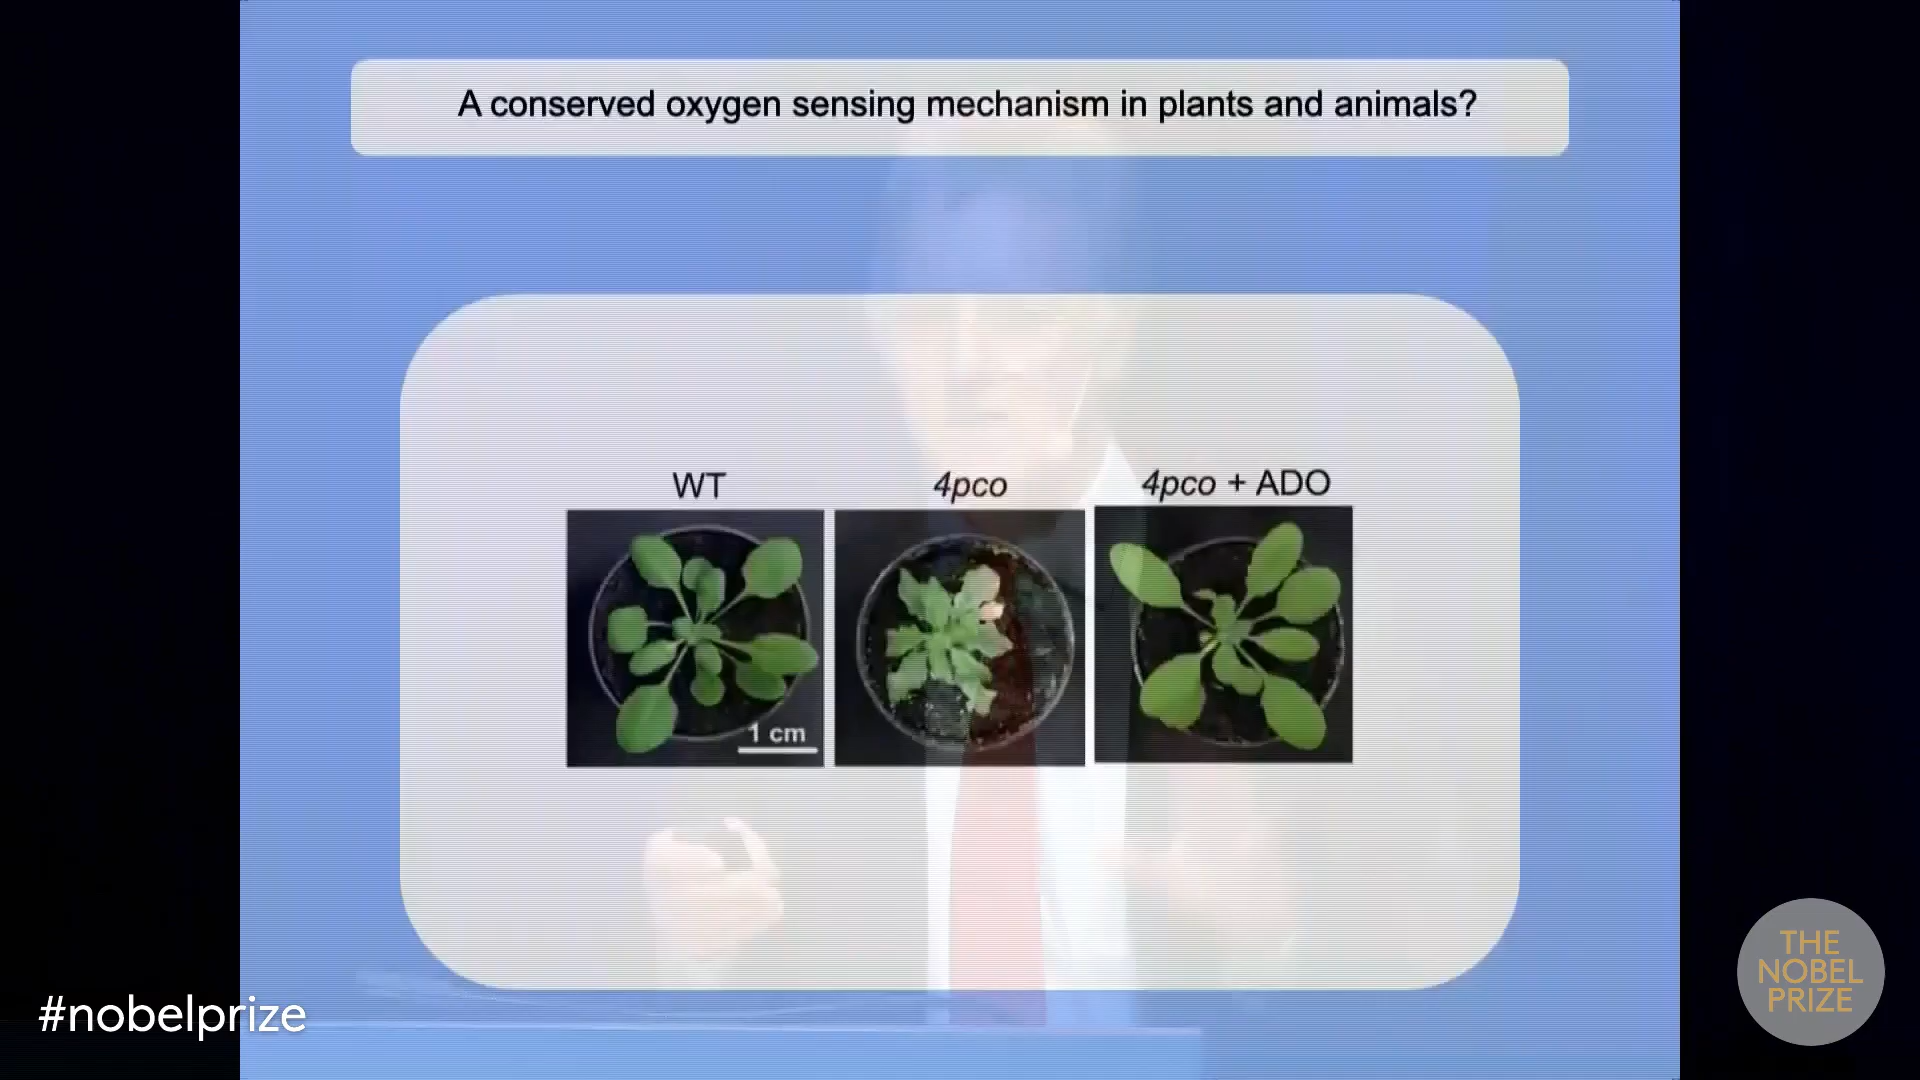 A conserved oxygen sensing mechanism in plants and animals?
WT
4pco
4pco + ADO
1 cm
#nobelprize
THE
NOBEL
PRIZE